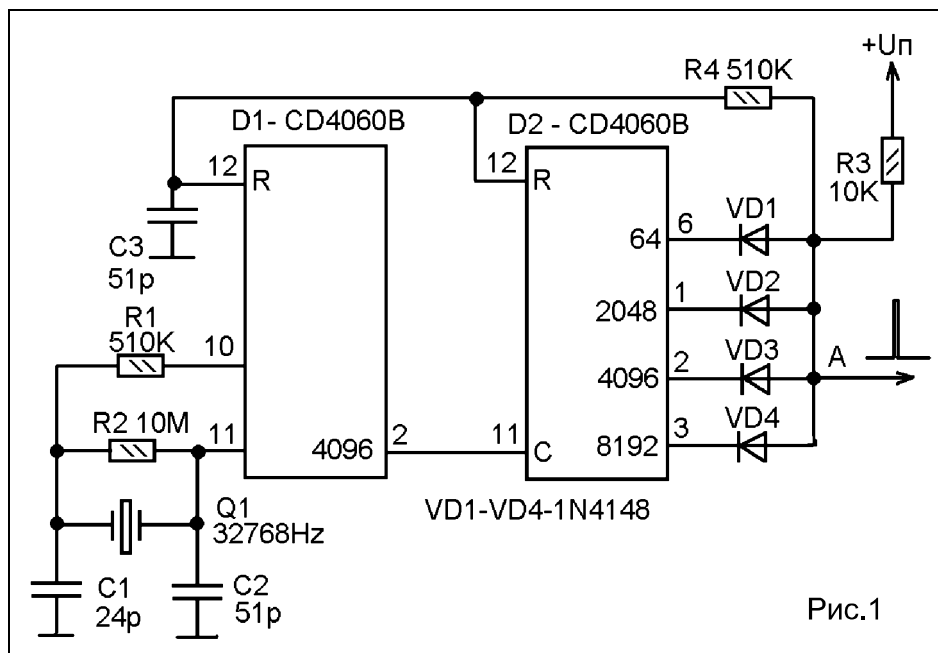 +Uп
R4 510K
D1- CD4060B
D2 - CD4060B
R3
10K
12
R
12
R
VD1
6
64
C3
51p
VD2
1
2048
R1
510K
10
VD3
A
2
4096
R2 10M
11
4096
2
11
C
VD4
3
8192
Q1
32768Hz
VD1-VD4-1N4148
C1
24p
C2
51p
Рис.1